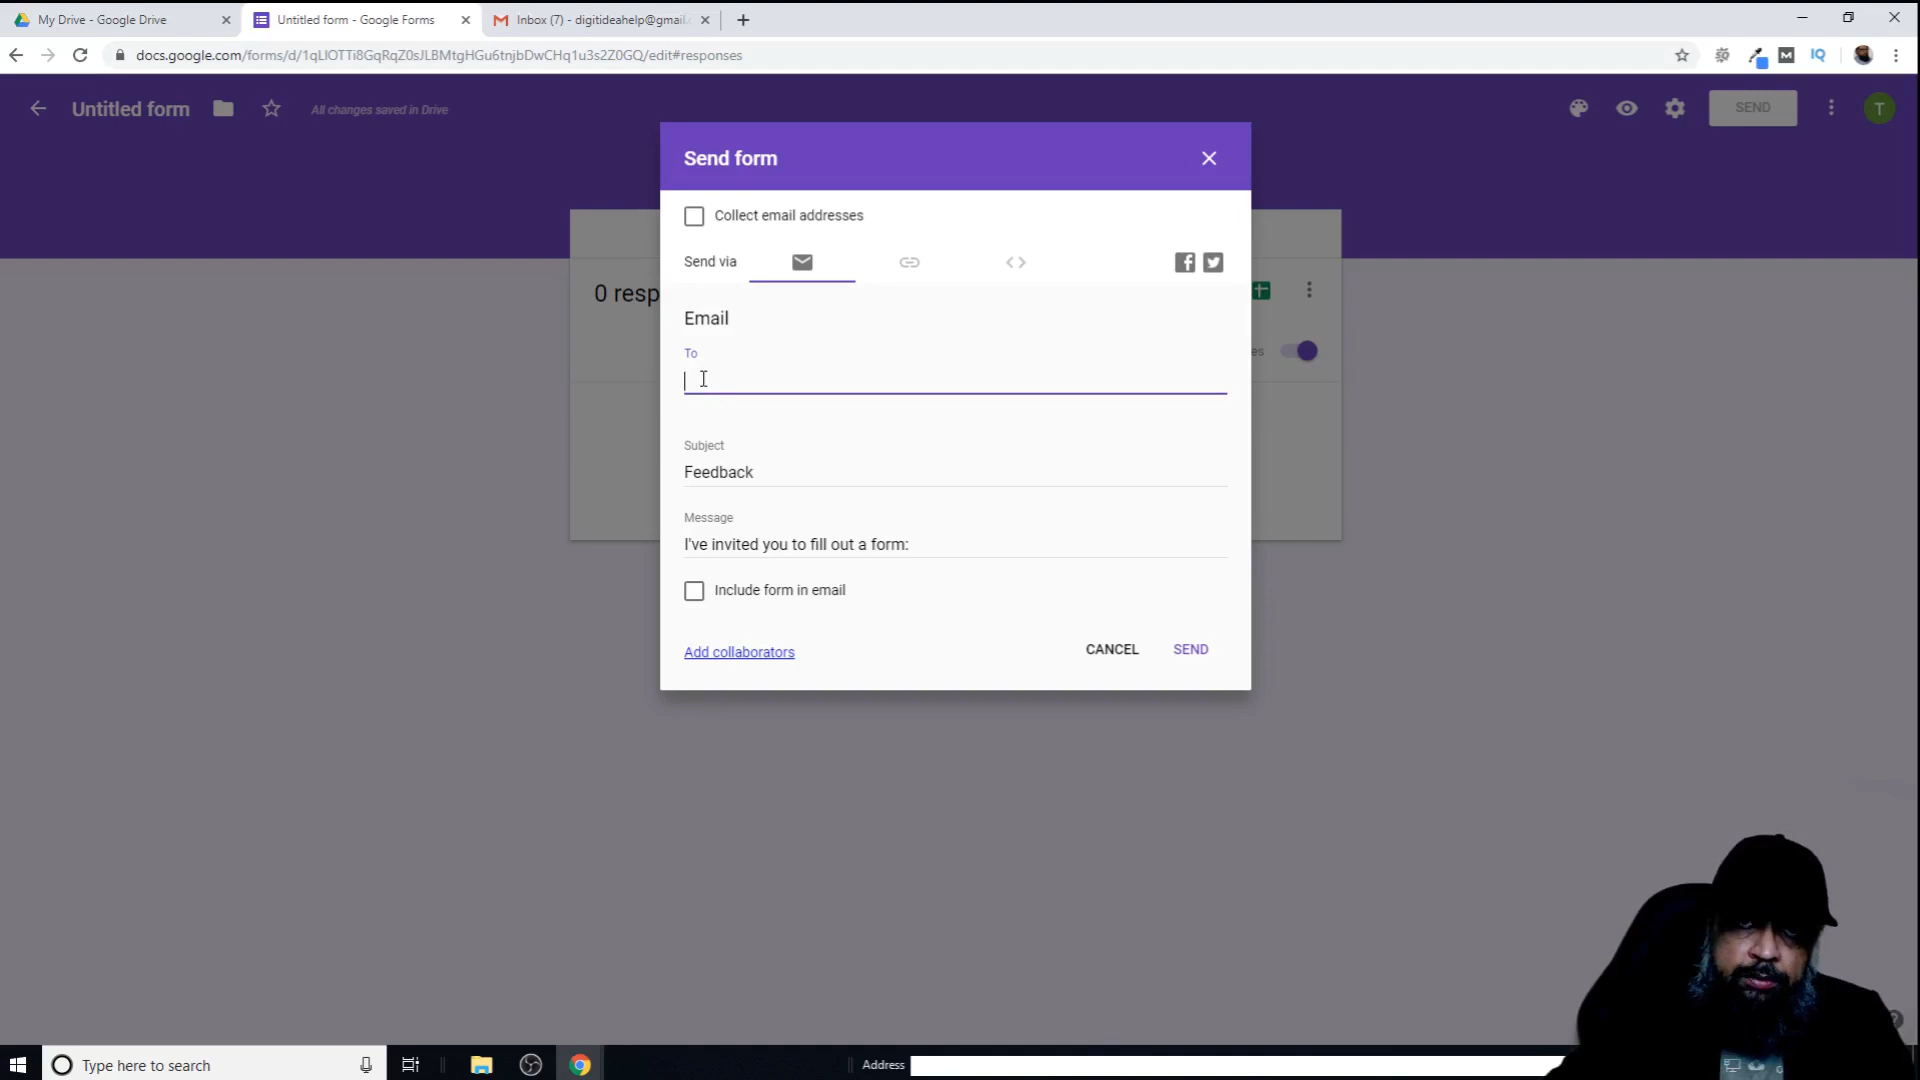 My Drive - Google Drive
Untitled form - Google Forms
Inbox (7) - digitideahelp@gmail.
docs.google.com/forms/d/1qLlOTTi8GqRqZ0sJLBMtgHGu6tnjbDwCHq1u3s2Z0GQ/edit#responses
M
IQ
Untitled form
All changes saved in Drive
SEND
T
Send form
Collect email addresses
Send via
0 resp
Email
To
es
Subject
Feedback
Message
I've invited you to fill out a form:
Include form in email
Add collaborators
CANCEL
SEND
Type here to search
Address